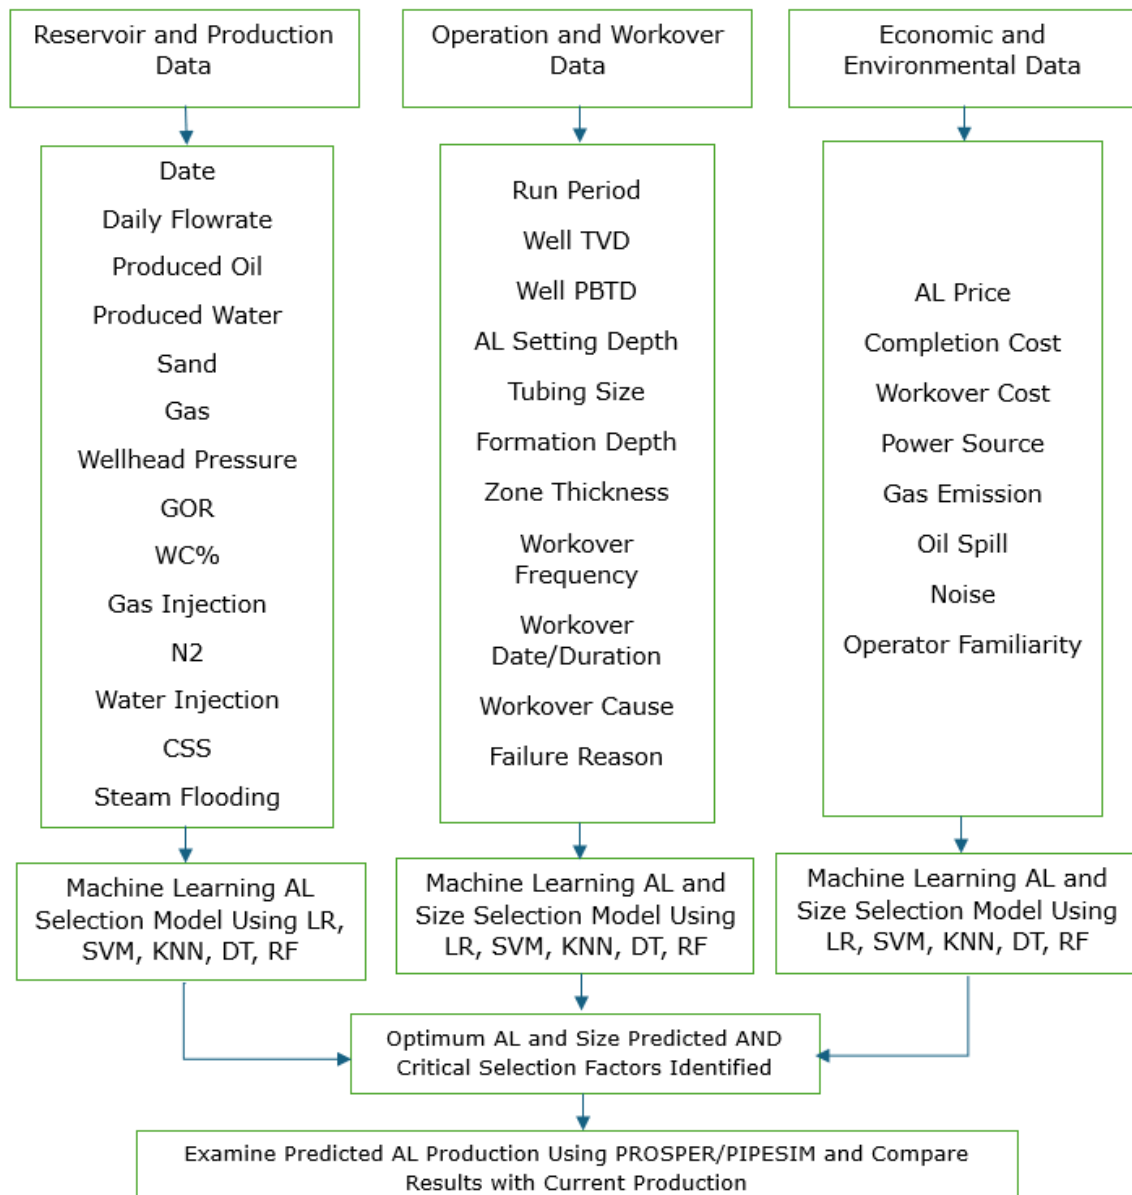 Reservoir and Production
Data
Operation and Workover
Data
Economic and
Environmental Data
Date
Daily Flowrate
Produced Oil
Produced Water
Sand
Gas
Wellhead Pressure
GOR
WC%
Gas Injection
N2
Water Injection
CSS
Steam Flooding
Run Period
Well TVD
Well PBTD
AL Setting Depth
Tubing Size
Formation Depth
Zone Thickness
Workover
Frequency
Workover
Date/Duration
Workover Cause
Failure Reason
AL Price
Completion Cost
Workover Cost
Power Source
Gas Emission
Oil Spill
Noise
Operator Familiarity
Machine Learning AL
Selection Model Using LR,
SVM, KNN, DT, RF
Machine Learning AL and
Size Selection Model Using
LR, SVM, KNN, DT, RF
Machine Learning AL and
Size Selection Model Using
LR, SVM, KNN, DT, RF
Optimum AL and Size Predicted AND
Critical Selection Factors Identified
Examine Predicted AL Production Using PROSPER/PIPESIM and Compare
Results with Current Production